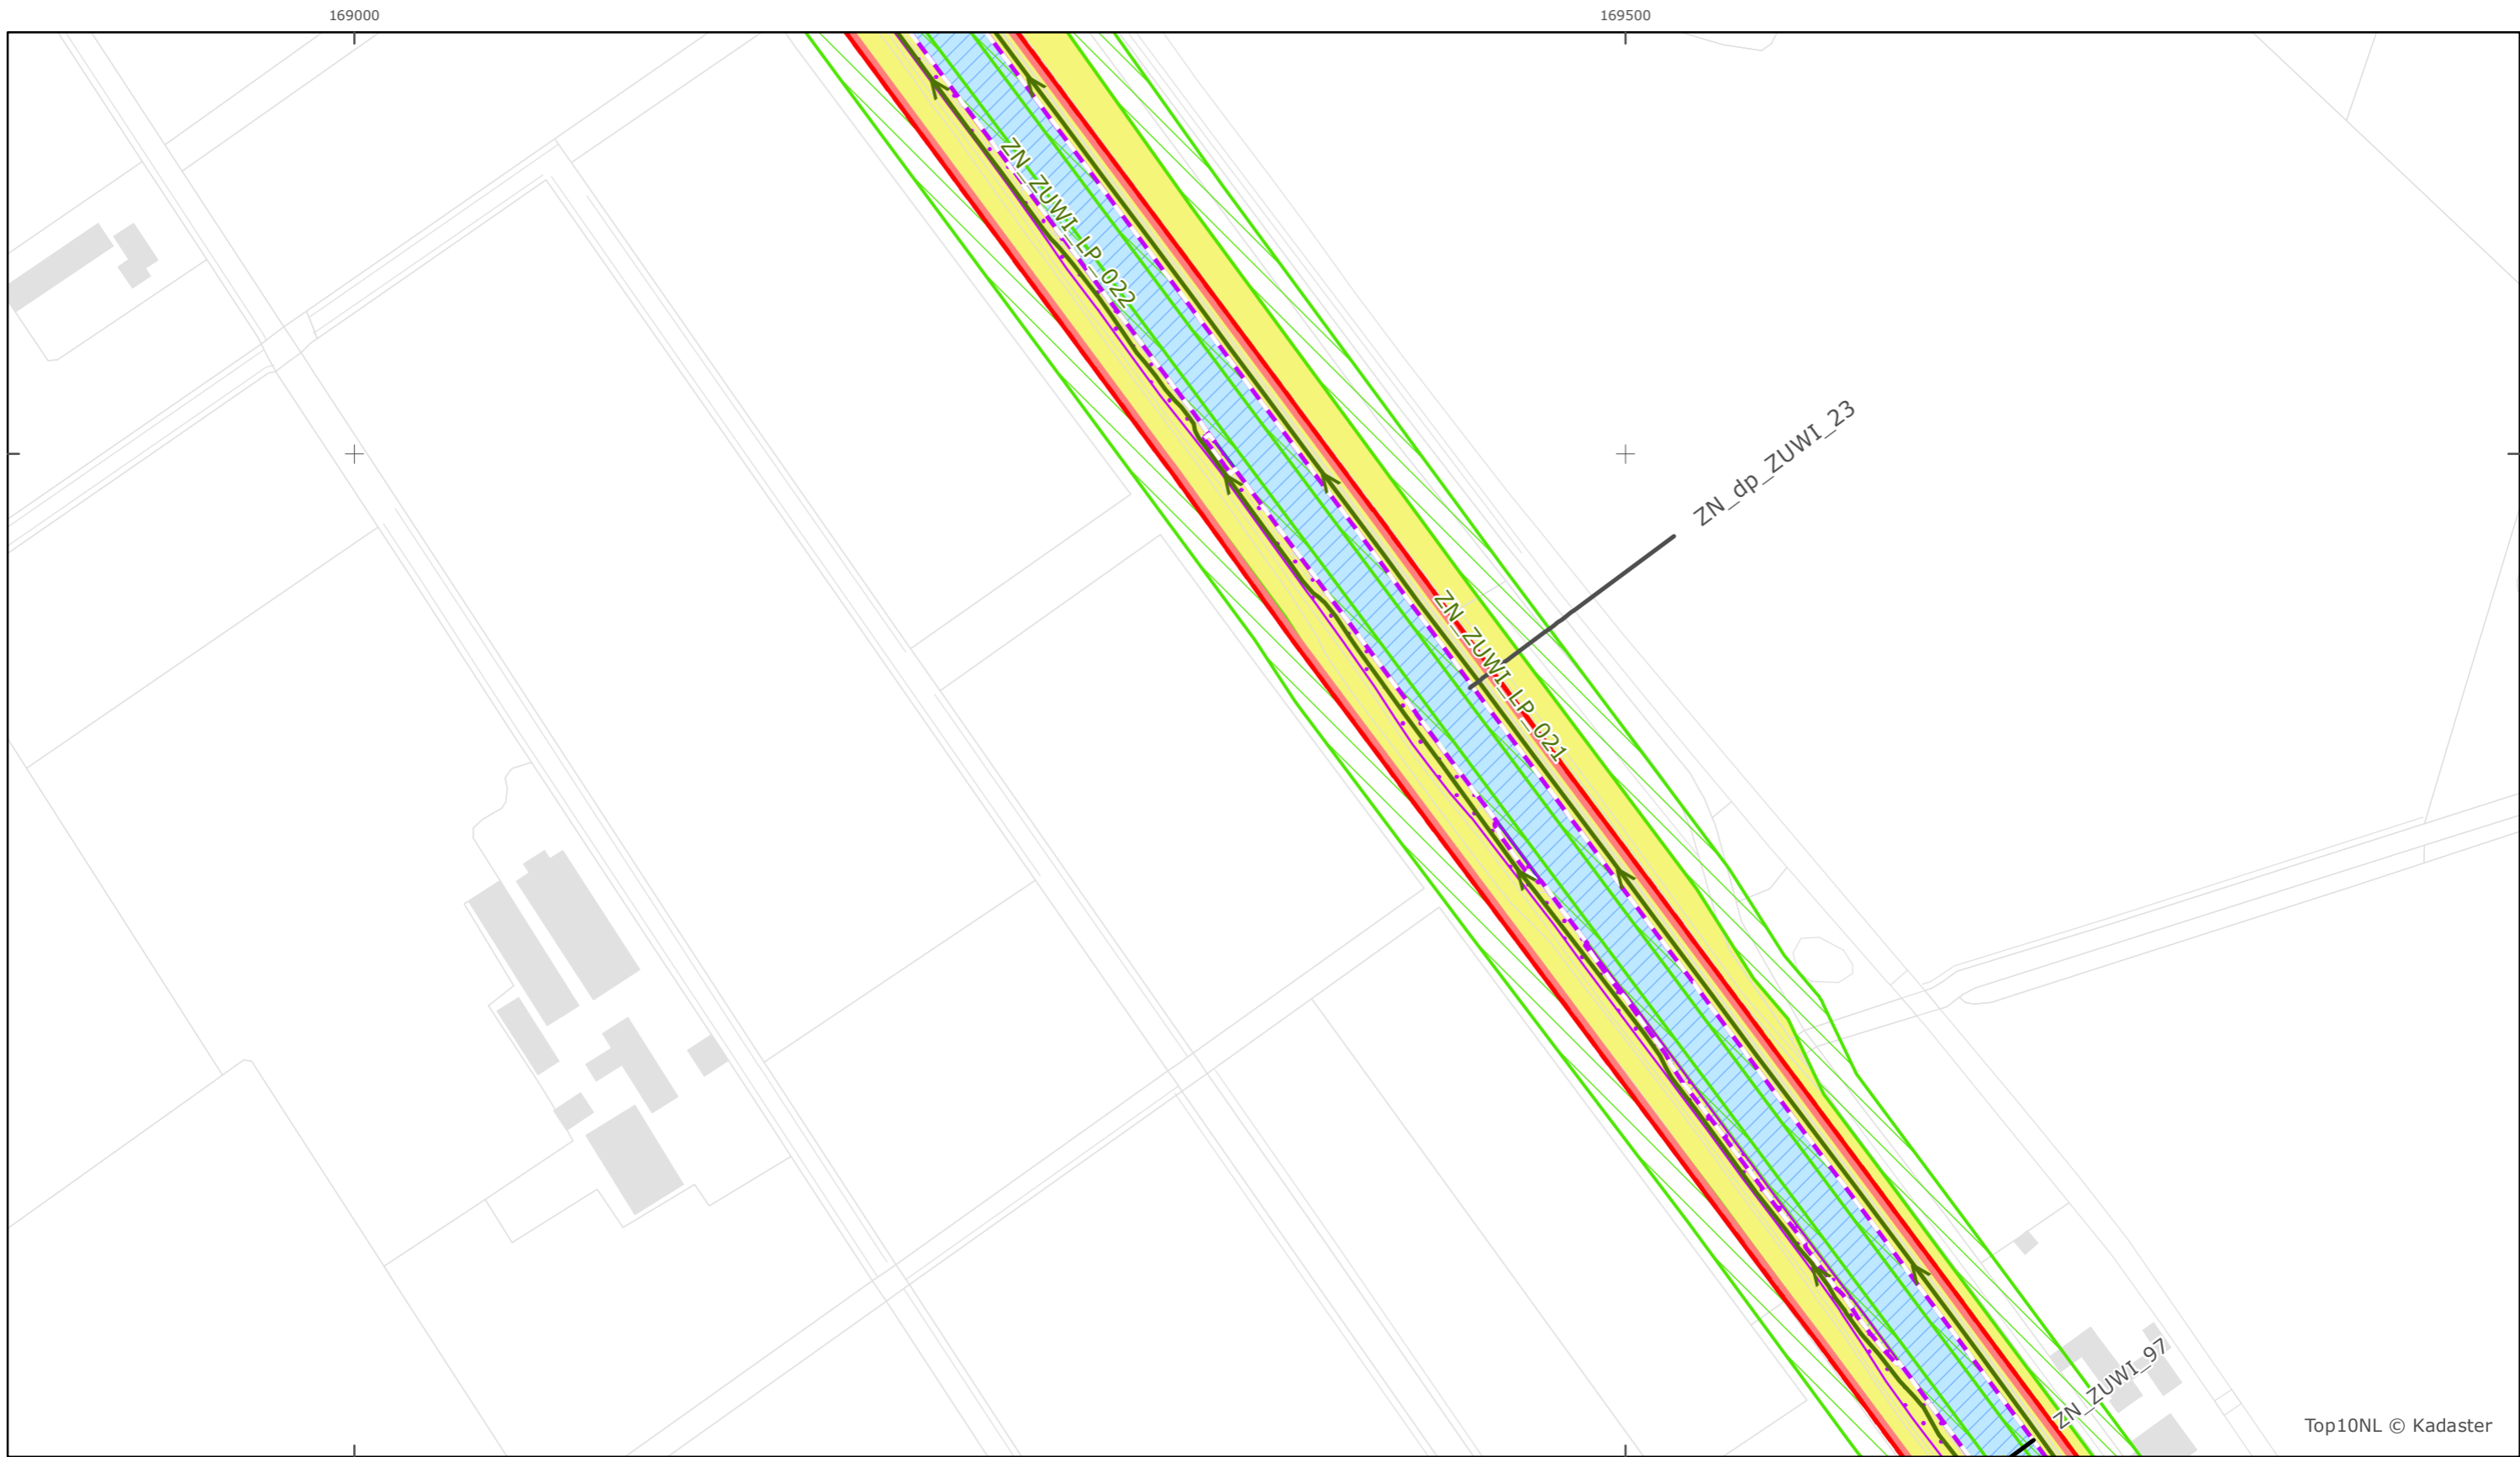 169000
169500
ZN_ZUWI_LP_022
ZN_dp_ZUWI_23
ZN_ZUWI_LP_021
ZN_ZUWI_97
Top10NL © Kadaster